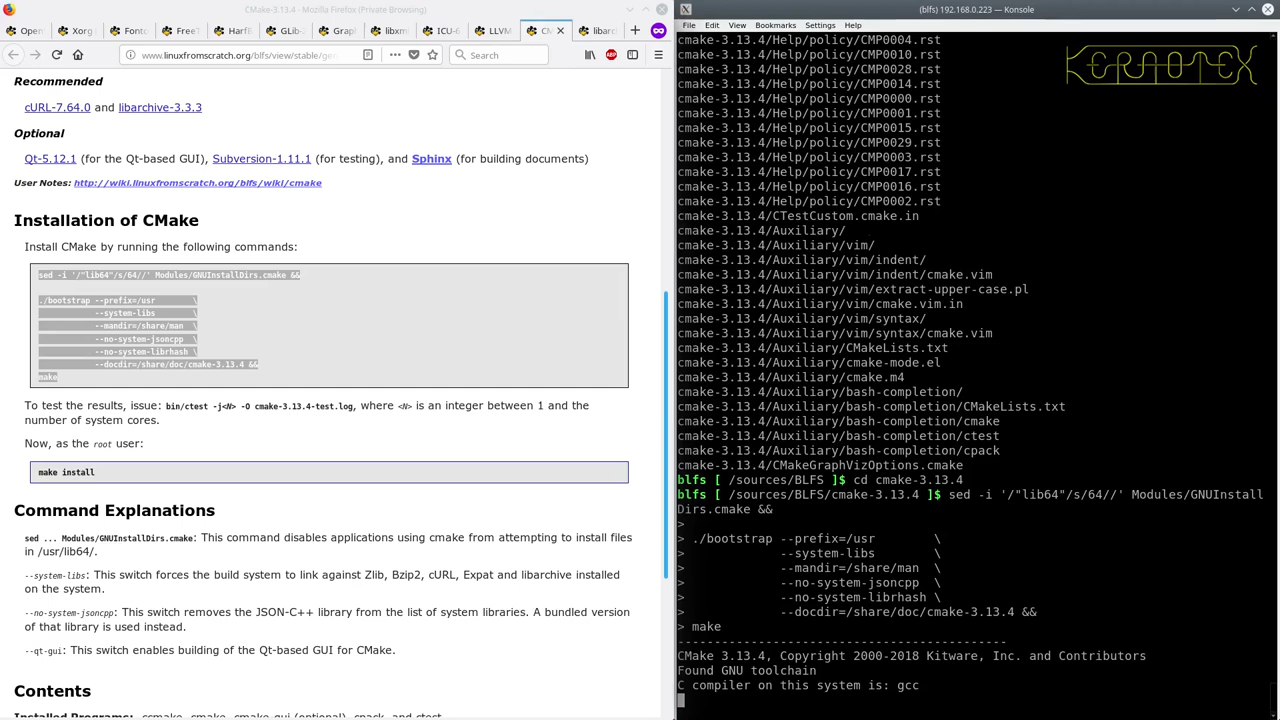 CMake-3.13.4 - Mozilla Firefox (Private Browsing)
Open
Xorg
Fonto
FreeT
HarfB
GLib-2
Graph
libxm
ICU-6
LLVM
CM
libarc
www.linuxfromscratch.org/blfs/view/stable/ge
Search
Recommended
cURL-7.64.0 and libarchive-3.3.3
Optional
Qt-5.12.1 (for the Qt-based GUI), Subversion-1.11.1 (for testing), and Sphinx (for building documents)
User Notes: http://wiki.linuxfromscratch.org/blfs/wiki/cmake
Installation of CMake
Install CMake by running the following commands:
sed -i '/"lib64"/s/64//' Modules/GNUInstallDirs.cmake &&
./bootstrap --prefix=/usr \
--system-libs \
--mandir=/share/man \
--no-system-jsoncpp \
--no-system-librhash \
--docdir=/share/doc/cmake-3.13.4 &&
make
To test the results, issue: bin/ctest -j<N> -O cmake-3.13.4-test.log, where <N> is an integer between 1 and the
number of system cores.
Now, as the root user:
make install
Command Explanations
sed ... Modules/GNUInstallDirs.cmake: This command disables applications using cmake from attempting to install files
in /usr/lib64/.
--system-libs: This switch forces the build system to link against Zlib, Bzip2, cURL, Expat and libarchive installed
on the system.
--no-system-jsoncpp: This switch removes the JSON-C++ library from the list of system libraries. A bundled version
of that library is used instead.
--qt-gui: This switch enables building of the Qt-based GUI for CMake.
Contents
Installed Programs: ccmake, cmake, cmake-gui (optional), cpack, and ctest
(blfs) 192.168.0.223 — Konsole
File Edit View Bookmarks Settings Help
KERAOTEX
cmake-3.13.4/Help/policy/CMP0004.rst
cmake-3.13.4/Help/policy/CMP0010.rst
cmake-3.13.4/Help/policy/CMP0028.rst
cmake-3.13.4/Help/policy/CMP0014.rst
cmake-3.13.4/Help/policy/CMP0000.rst
cmake-3.13.4/Help/policy/CMP0001.rst
cmake-3.13.4/Help/policy/CMP0015.rst
cmake-3.13.4/Help/policy/CMP0029.rst
cmake-3.13.4/Help/policy/CMP0003.rst
cmake-3.13.4/Help/policy/CMP0017.rst
cmake-3.13.4/Help/policy/CMP0016.rst
cmake-3.13.4/Help/policy/CMP0002.rst
cmake-3.13.4/CTestCustom.cmake.in
cmake-3.13.4/Auxiliary/
cmake-3.13.4/Auxiliary/vim/
cmake-3.13.4/Auxiliary/vim/indent/
cmake-3.13.4/Auxiliary/vim/indent/cmake.vim
cmake-3.13.4/Auxiliary/vim/extract-upper-case.pl
cmake-3.13.4/Auxiliary/vim/cmake.vim.in
cmake-3.13.4/Auxiliary/vim/syntax/
cmake-3.13.4/Auxiliary/vim/syntax/cmake.vim
cmake-3.13.4/Auxiliary/CMakeLists.txt
cmake-3.13.4/Auxiliary/cmake-mode.el
cmake-3.13.4/Auxiliary/cmake.m4
cmake-3.13.4/Auxiliary/bash-completion/
cmake-3.13.4/Auxiliary/bash-completion/CMakeLists.txt
cmake-3.13.4/Auxiliary/bash-completion/cmake
cmake-3.13.4/Auxiliary/bash-completion/ctest
cmake-3.13.4/Auxiliary/bash-completion/cpack
cmake-3.13.4/CMakeGraphVizOptions.cmake
blfs [ /sources/BLFS ]$ cd cmake-3.13.4
blfs [ /sources/BLFS/cmake-3.13.4 ]$ sed -i '/"lib64"/s/64//' Modules/GNUInstall
Dirs.cmake &&
>
> ./bootstrap --prefix=/usr \
> --system-libs \
> --mandir=/share/man \
> --no-system-jsoncpp \
> --no-system-librhash \
> --docdir=/share/doc/cmake-3.13.4 &&
> make
---------------------------------------------
CMake 3.13.4, Copyright 2000-2018 Kitware, Inc. and Contributors
Found GNU toolchain
C compiler on this system is: gcc